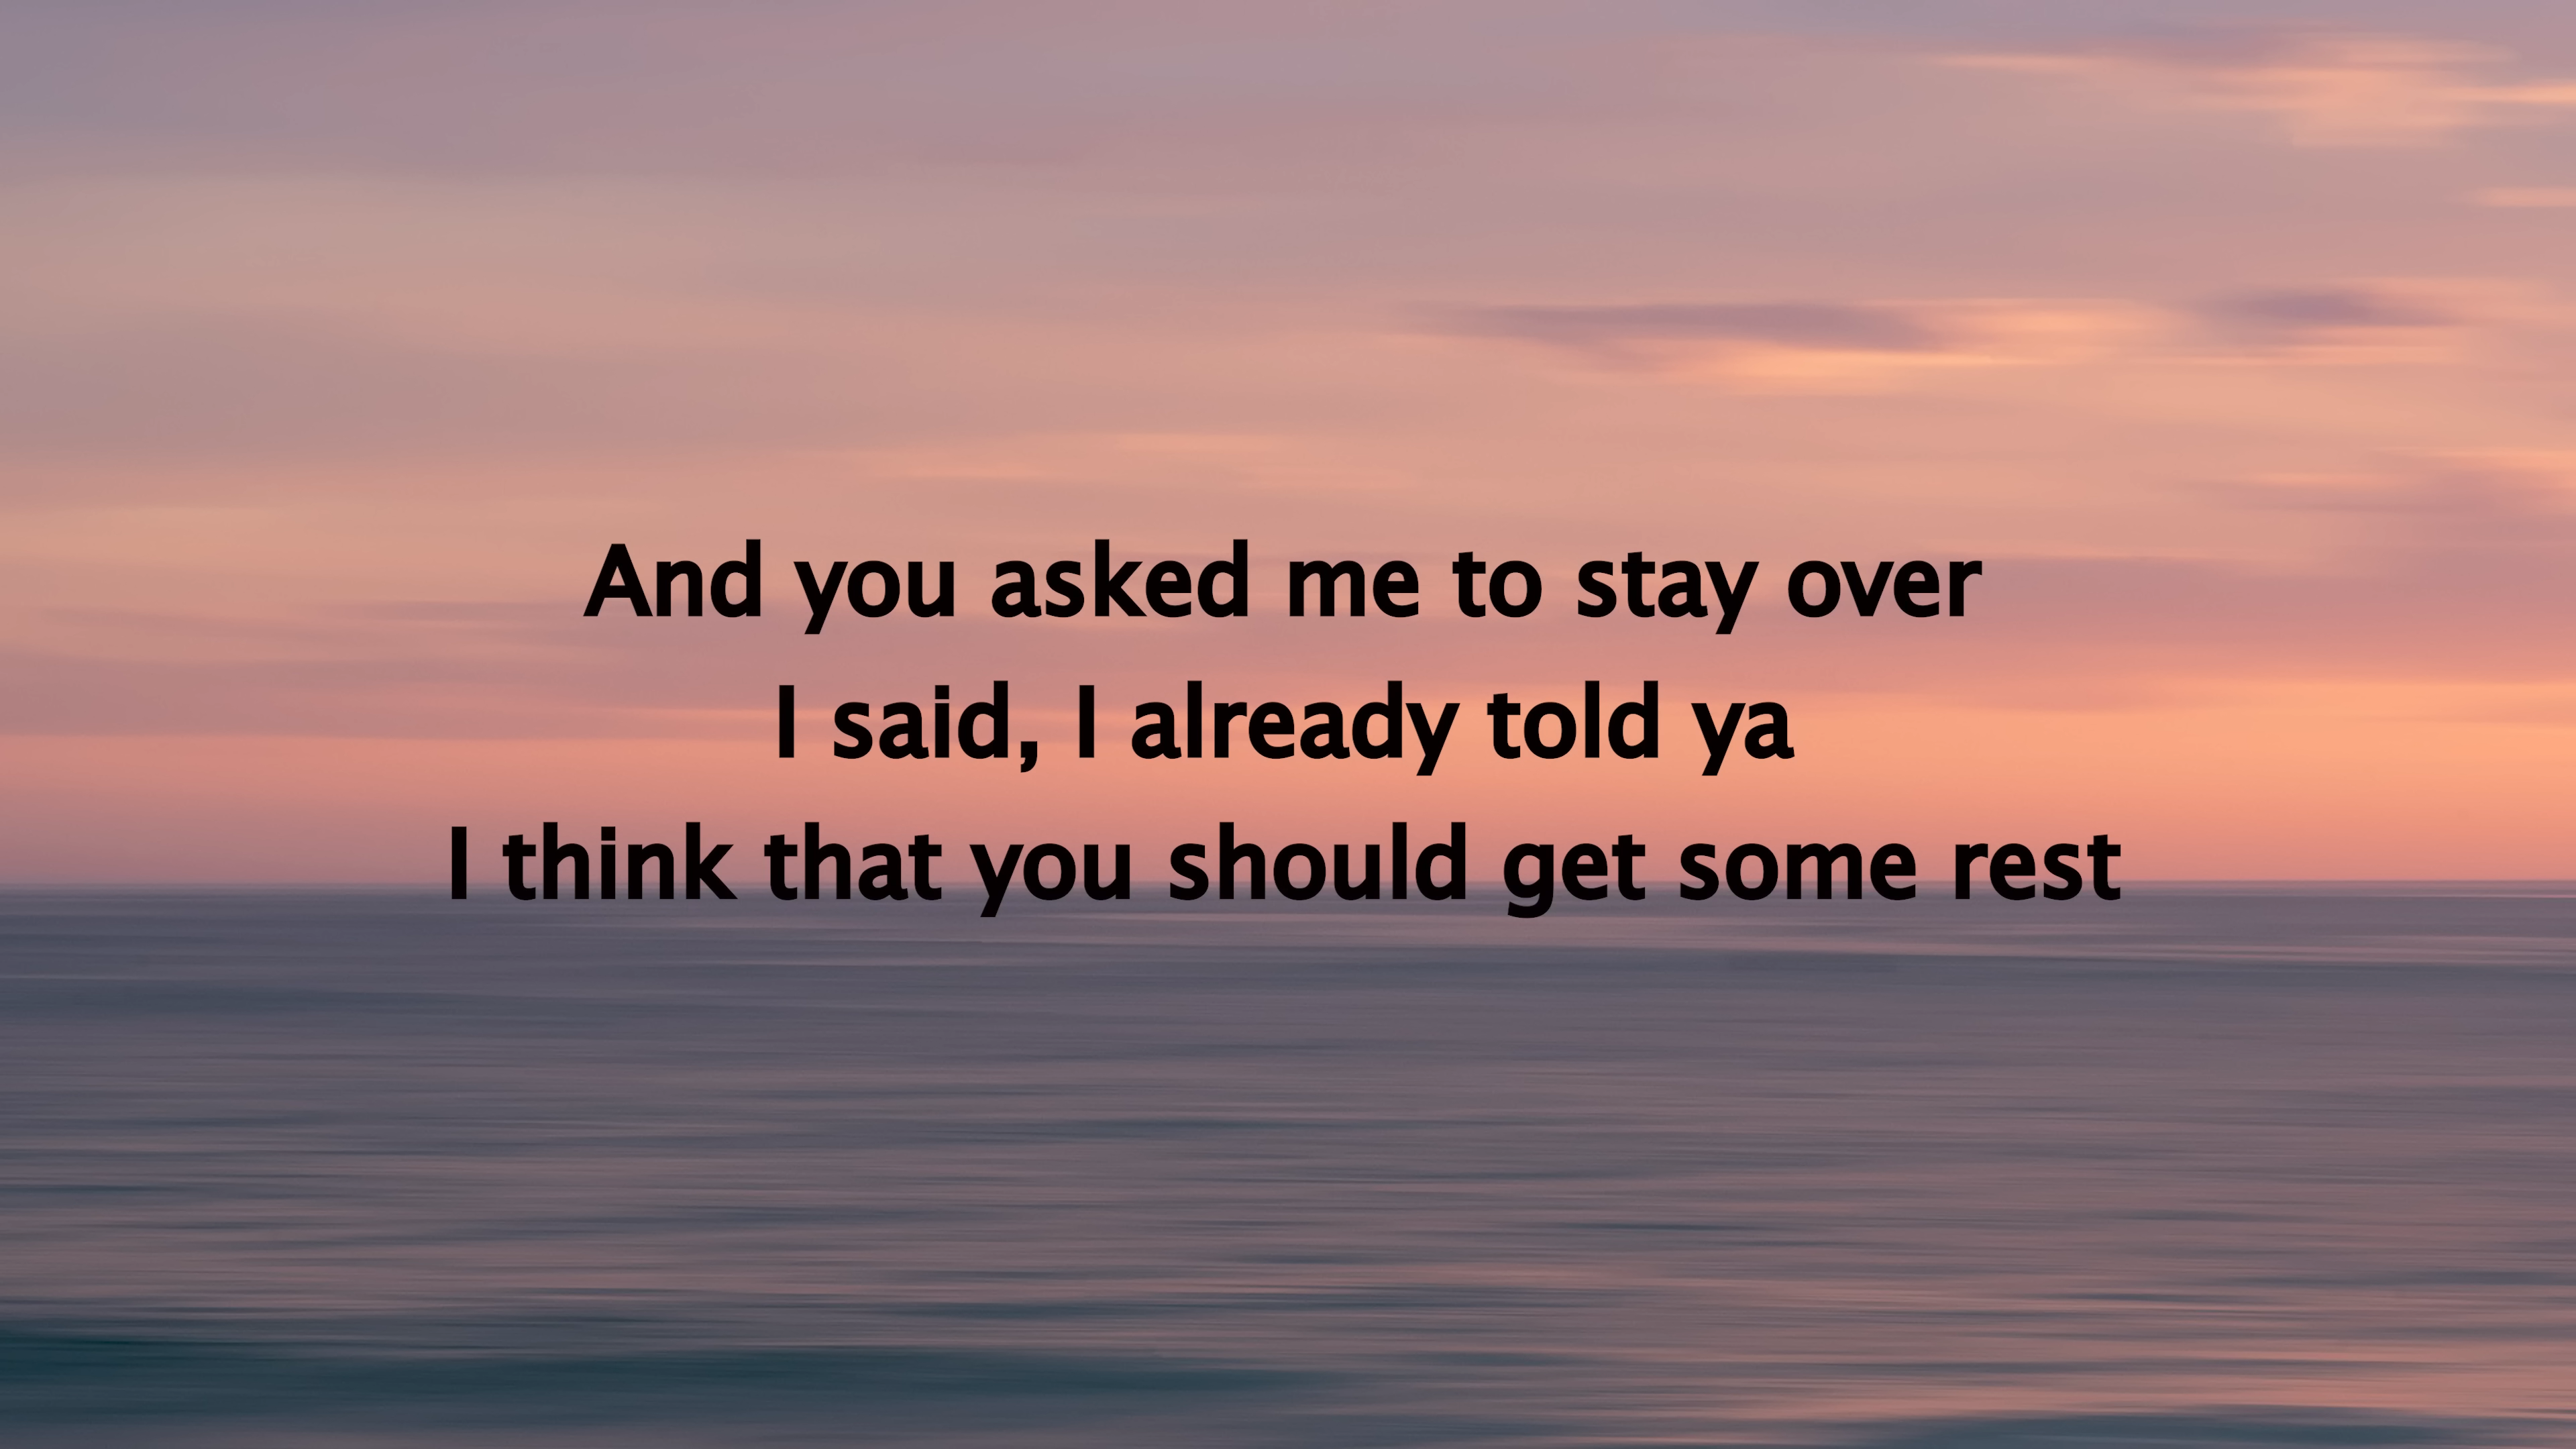 And you asked me to stay over
I said, I already told ya
I think that you should get some rest